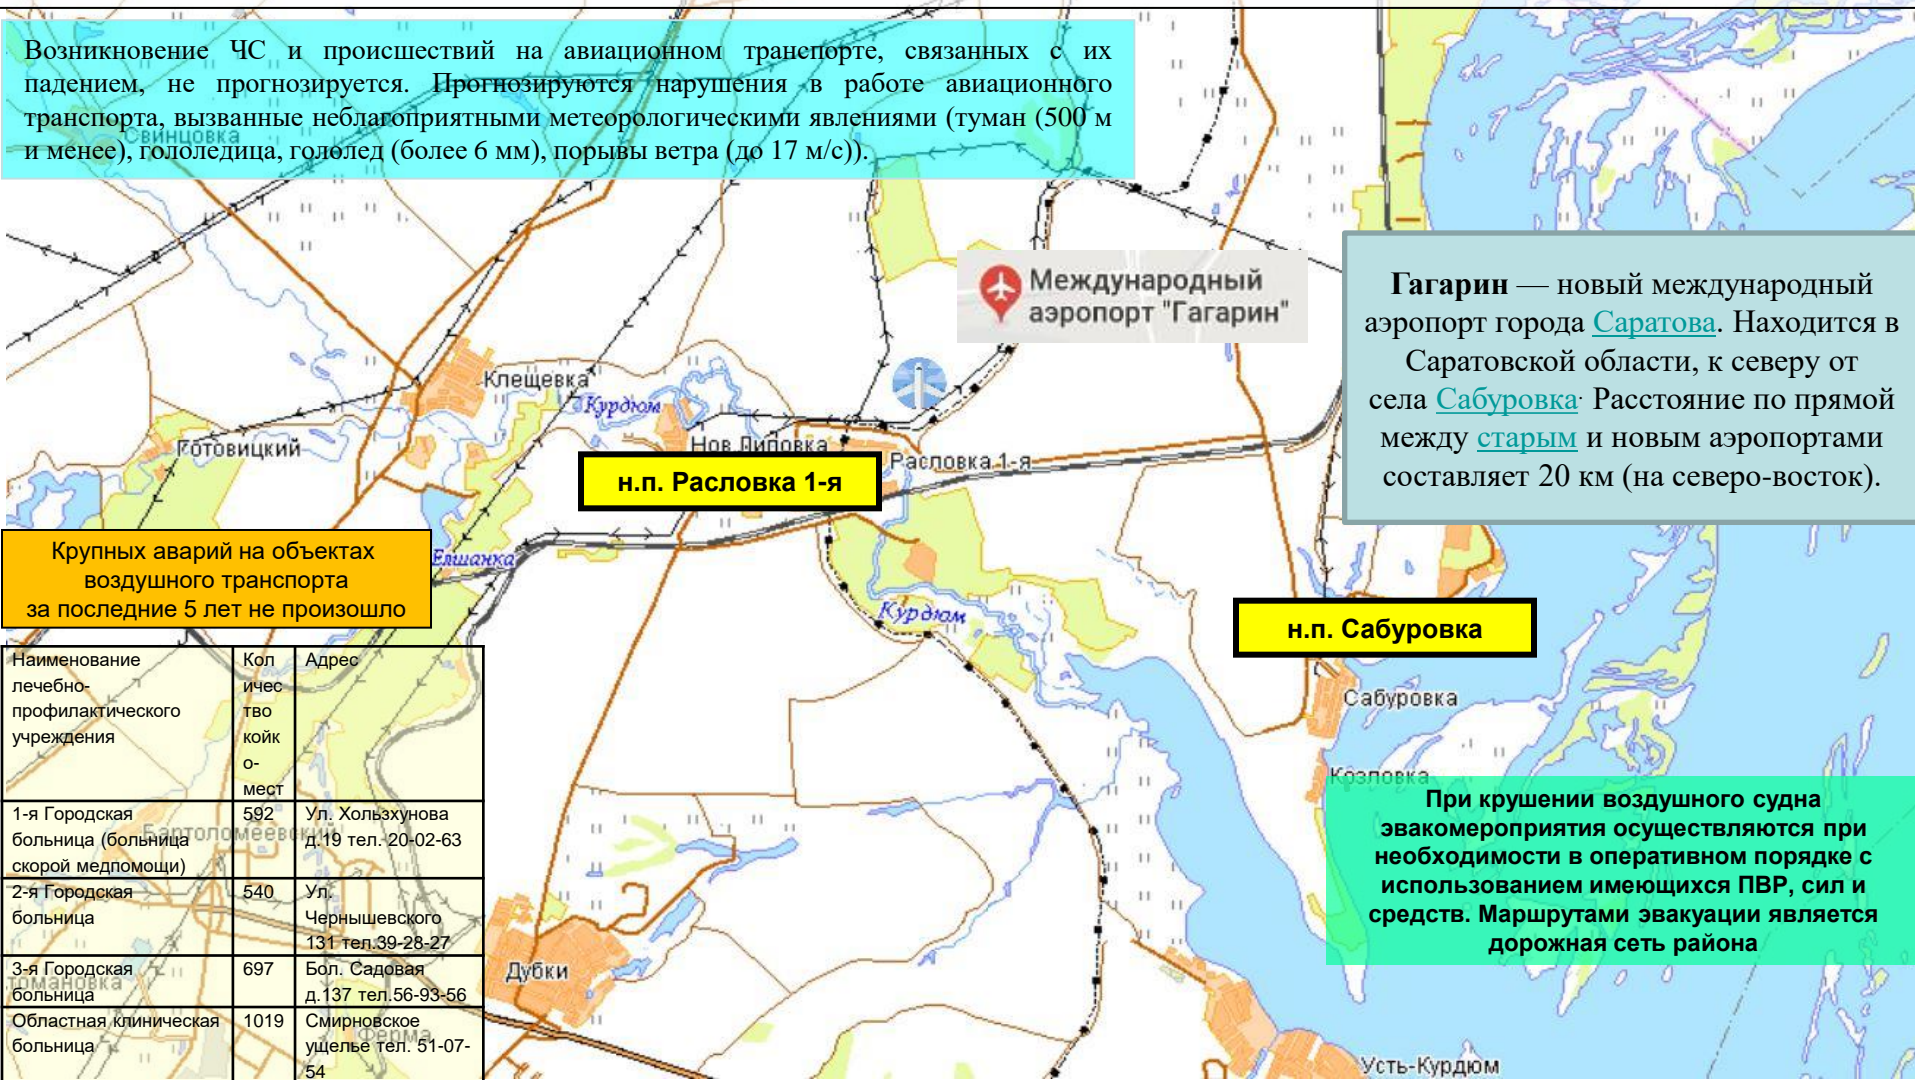 Возникновение ЧС и происшествий на авиационном транспорте, связанных с их
падением, не прогнозируется. Прогнозируются нарушения в работе авиационного
транспорта, вызванные неблагоприятными метеорологическими явлениями (туман (500 м
и менее), гололедица, гололед (более 6 мм), порывы ветра (до 17 м/с)).
Свинцовка
Международный
аэропорт "Гагарин"
Гагарин — новый международный
аэропорт города Саратова. Находится в
Саратовской области, к северу от
села Сабуровка. Расстояние по прямой
между старым и новым аэропортами
составляет 20 км (на северо-восток).
Клещевка
Курдюм
Готовицкий
Нов.Липовка
Расловка 1-я
н.п. Расловка 1-я
Крупных аварий на объектах
воздушного транспорта
за последние 5 лет не произошло
Елшанка
Курдюм
н.п. Сабуровка
Сабуровка
Козловка
При крушении воздушного судна
эвакомероприятия осуществляются при
необходимости в оперативном порядке с
использованием имеющихся ПВР, сил и
средств. Маршрутами эвакуации является
дорожная сеть района
Наименование
лечебно-
профилактического
учреждения
Кол
ичес
тво
койк
о-
мест
Адрес
1-я Городская
больница (больница
скорой медпомощи)
592
Ул. Хользхунова
д.19 тел. 20-02-63
Бартоломеевский
2-я Городская
больница
540
Ул.
Чернышевского
131 тел.39-28-27
3-я Городская
больница
697
Бол. Садовая
д.137 тел.56-93-56
томановка
Областная клиническая
больница
1019
Смирновское
ущелье тел. 51-07-
54
Ферма
Дубки
Усть-Курдюм